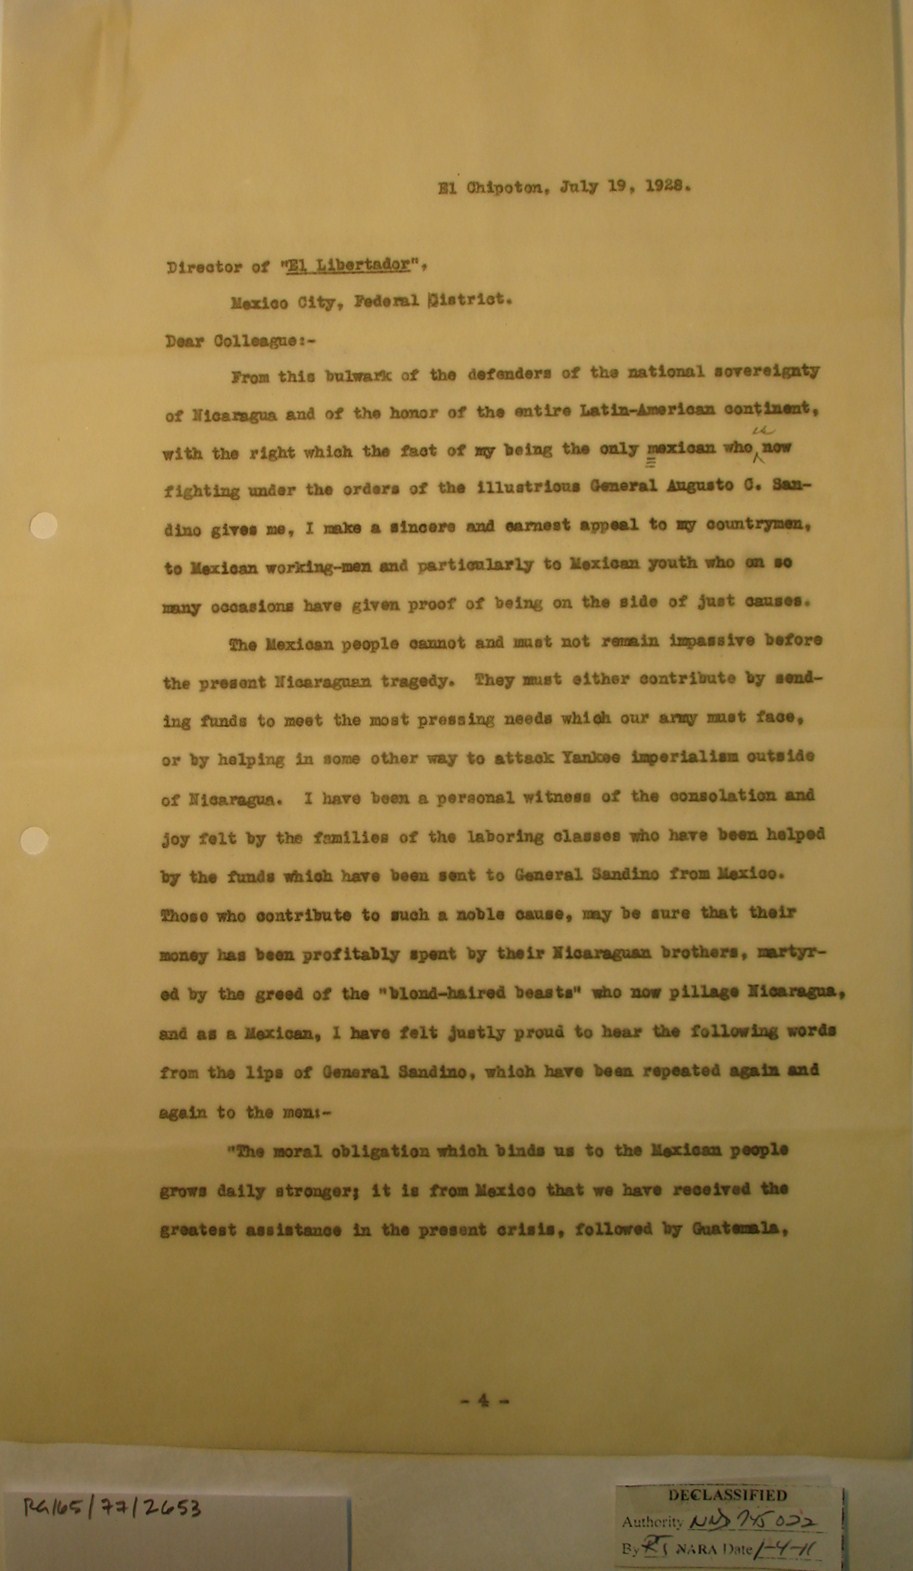 El Chipoton, July 19, 1928.
Director of "El Libertador",
Mexico City, Federal District.
Dear Colleague:-
From this bulwark of the defenders of the national sovereignty
of Nicaragua and of the honor of the entire Latin-American continent,
is
with the right which the fact of my being the only mexican who now
fighting under the orders of the illustrious General Augusto C. San-
dino gives me, I make a sincere and earnest appeal to my countrymen,
to Mexican working-men and particularly to Mexican youth who on so
many occasions have given proof of being on the side of just causes.
The Mexican people cannot and must not remain impassive before
the present Nicaraguan tragedy. They must either contribute by send-
ing funds to meet the most pressing needs which our army must face,
or by helping in some other way to attack Yankee imperialism outside
of Nicaragua. I have been a personal witness of the consolation and
joy felt by the families of the laboring classes who have been helped
by the funds which have been sent to General Sandino from Mexico.
Those who contribute to such a noble cause, may be sure that their
money has been profitably spent by their Nicaraguan brothers, martyr-
ed by the greed of the "blond-haired beasts" who now pillage Nicaragua,
and as a Mexican, I have felt justly proud to hear the following words
from the lips of General Sandino, which have been repeated again and
again to the men:-
"The moral obligation which binds us to the Mexican people
grows daily stronger; it is from Mexico that we have received the
greatest assistance in the present crisis, followed by Guatemala,
- 4 -
RG165/77/2653
DECLASSIFIED
Authority NND 745022
By NARA Date 1-4-11